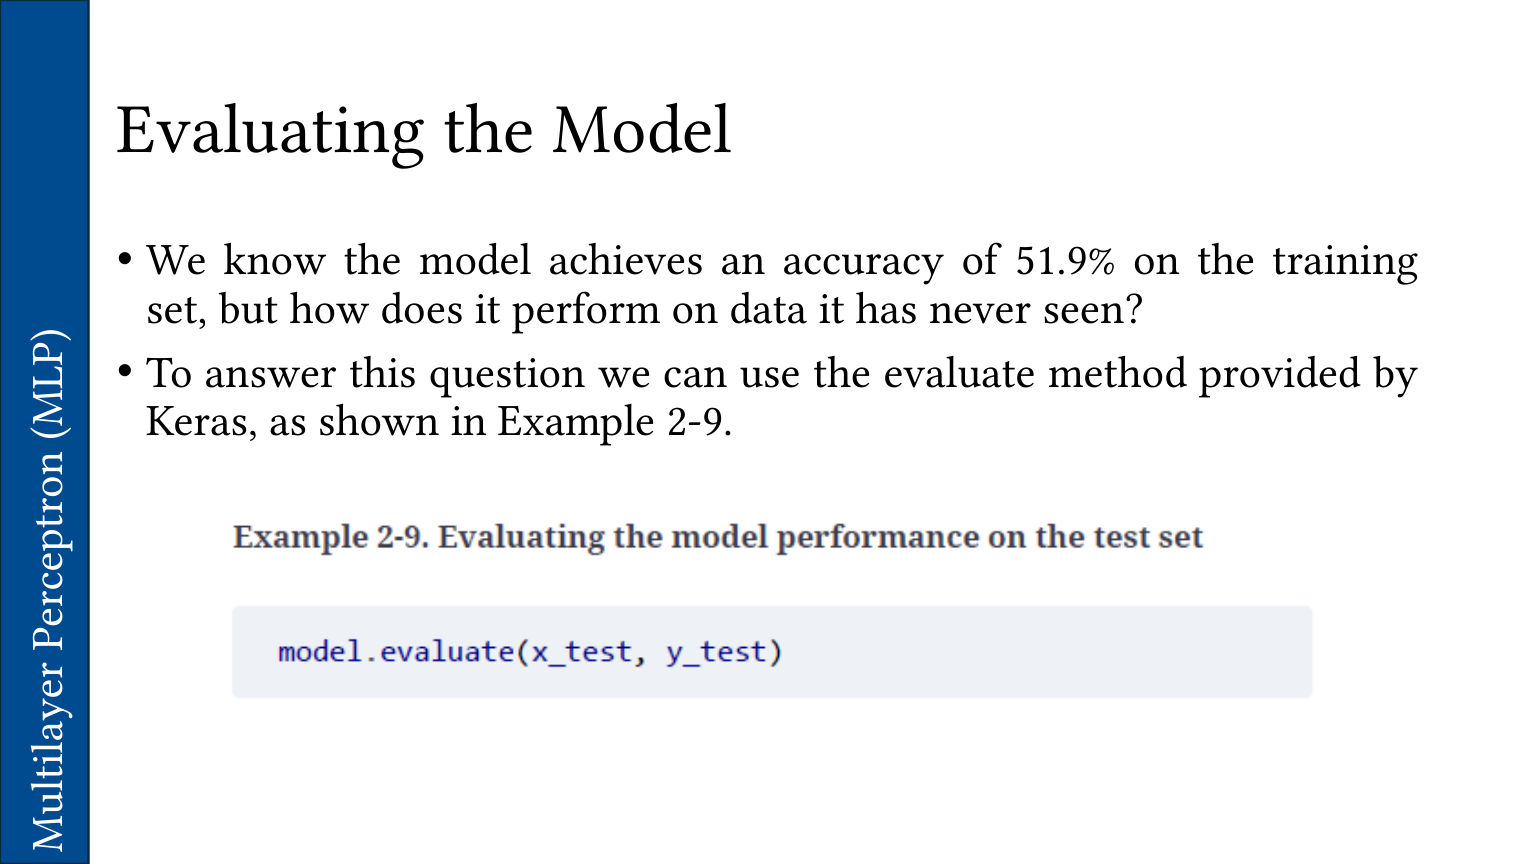 Multilayer Perceptron (MLP)
Evaluating the Model
• We know the model achieves an accuracy of 51.9% on the training
set, but how does it perform on data it has never seen?
• To answer this question we can use the evaluate method provided by
Keras, as shown in Example 2-9.
Example 2-9. Evaluating the model performance on the test set
model.evaluate(x_test, y_test)